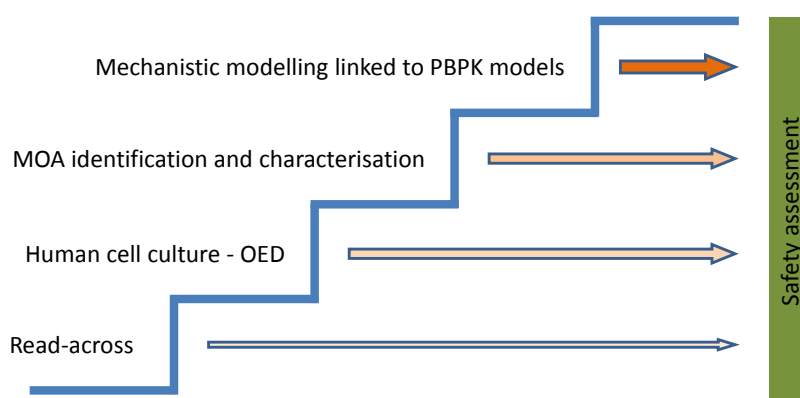 Mechanistic modelling linked to PBPK models
MOA identification and characterisation
Human cell culture - OED
Read-across
Safety assessment